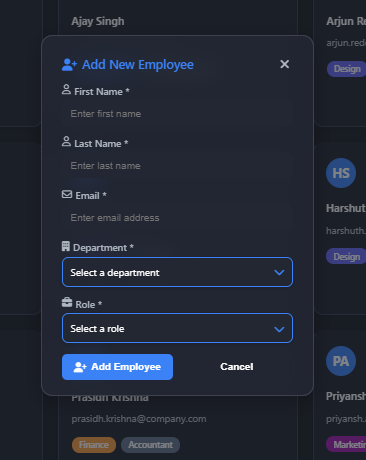 Ajay Singh
Arjun Re
arjun.red
Design
Add New Employee
First Name *
Enter first name
Last Name *
Enter last name
Email *
Enter email address
Department *
Select a department
Role *
Select a role
Add Employee
Cancel
HS
Harshut
harshuth.
Design
PA
Priyansh
priyansh.
Marketin
Prasidh Krishna
prasidh.krishna@company.com
Finance
Accountant